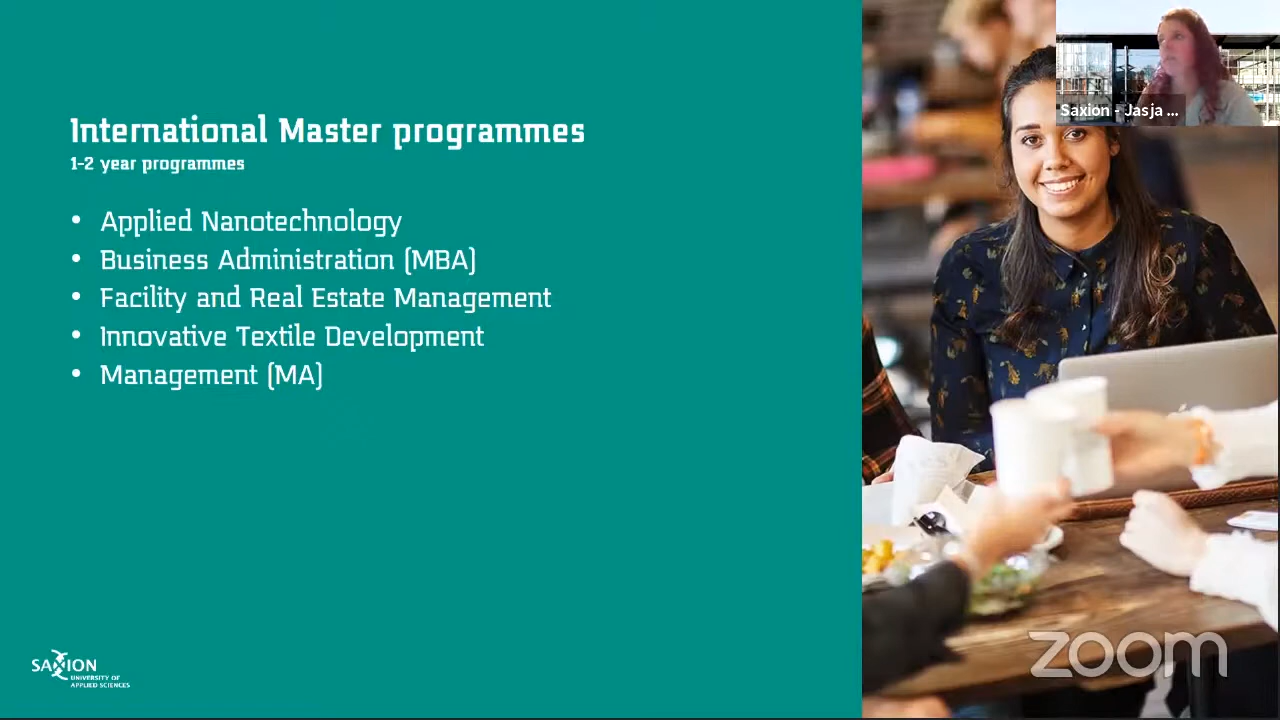 International Master programmes
1-2 year programmes
• Applied Nanotechnology
• Business Administration (MBA)
• Facility and Real Estate Management
• Innovative Textile Development
• Management (MA)
SAXION
UNIVERSITY OF
APPLIED SCIENCES
Saxion - Jasja ...
zoom